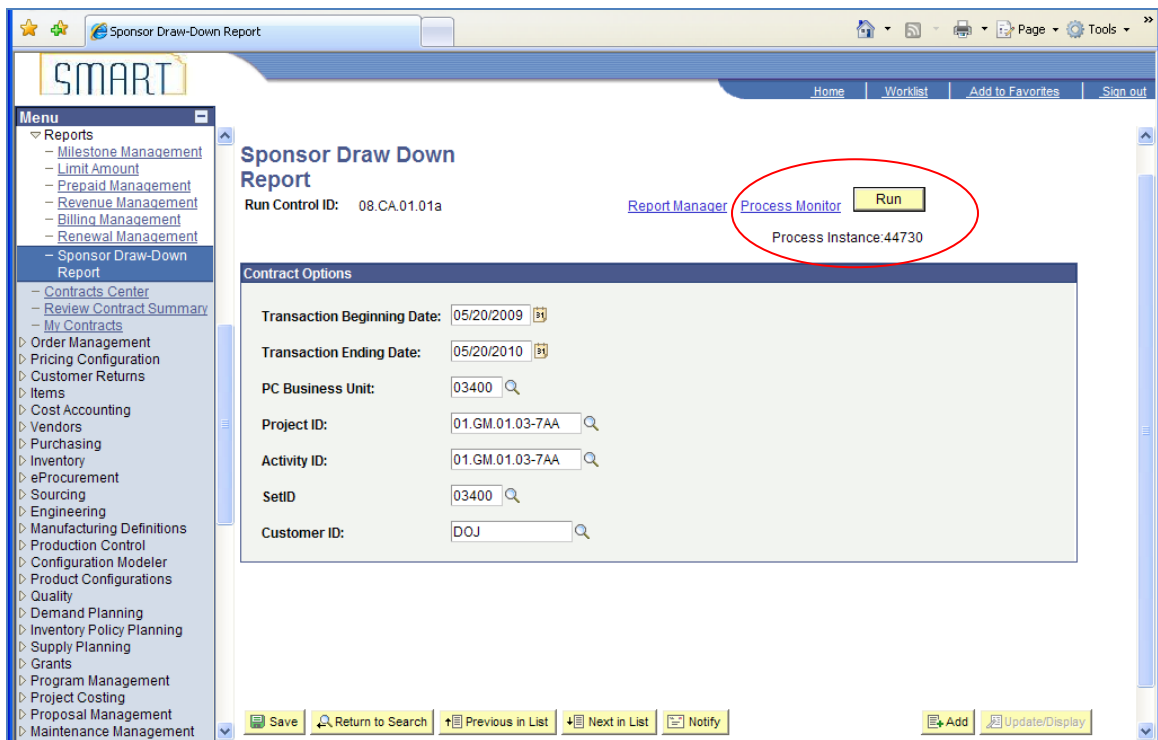 Sponsor Draw-Down Report
Page
Tools
»
SMART
Home
Worklist
Add to Favorites
Sign out
Menu
Reports
– Milestone Management
– Limit Amount
– Prepaid Management
– Revenue Management
– Billing Management
– Renewal Management
– Sponsor Draw-Down
Report
– Contracts Center
– Review Contract Summary
– My Contracts
Order Management
Pricing Configuration
Customer Returns
Items
Cost Accounting
Vendors
Purchasing
Inventory
eProcurement
Sourcing
Engineering
Manufacturing Definitions
Production Control
Configuration Modeler
Product Configurations
Quality
Demand Planning
Inventory Policy Planning
Supply Planning
Grants
Program Management
Project Costing
Proposal Management
Maintenance Management
Sponsor Draw Down
Report
Run Control ID: 08.CA.01.01a
Report Manager Process Monitor Run
Process Instance:44730
Contract Options
Transaction Beginning Date: 05/20/2009 31
Transaction Ending Date: 05/20/2010 31
PC Business Unit: 03400
Project ID: 01.GM.01.03-7AA
Activity ID: 01.GM.01.03-7AA
SetID 03400
Customer ID: DOJ
Save Return to Search Previous in List Next in List Notify Add Update/Display